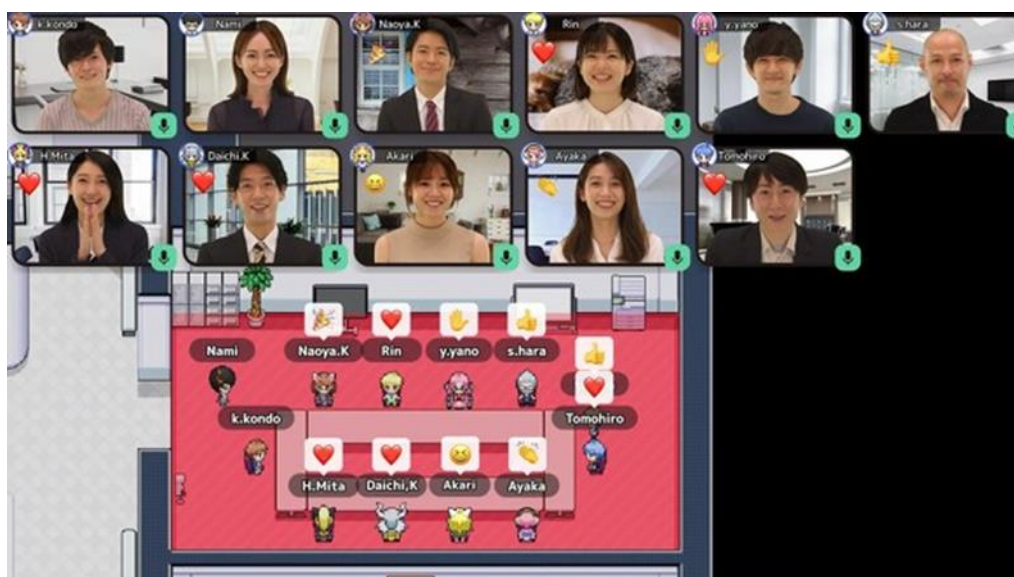 k.kondo
Nami
Naoya.K
Rin
y.yano
s.hara
H.Mita
Daichi.K
Akari
Ayaka
Tomohiro
Nami
Naoya.K
Rin
y.yano
s.hara
k.kondo
Tomohiro
H.Mita
Daichi,K
Akari
Ayaka